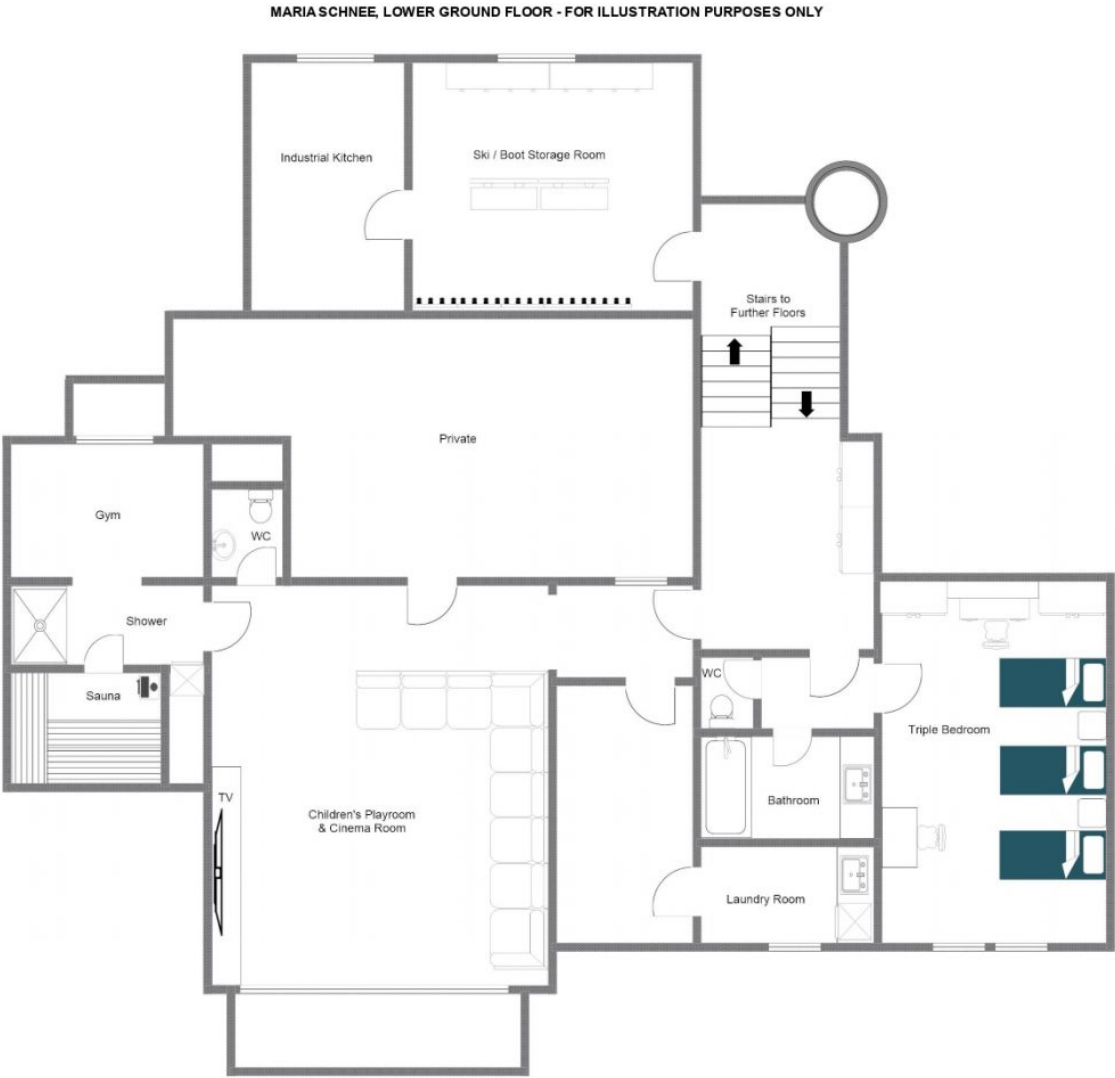 MARIA SCHNEE, LOWER GROUND FLOOR - FOR ILLUSTRATION PURPOSES ONLY
Industrial Kitchen
Ski / Boot Storage Room
Stairs to
Further Floors
Private
Gym
WC
Shower
Sauna
WC
Triple Bedroom
TV
Children's Playroom
& Cinema Room
Bathroom
Laundry Room